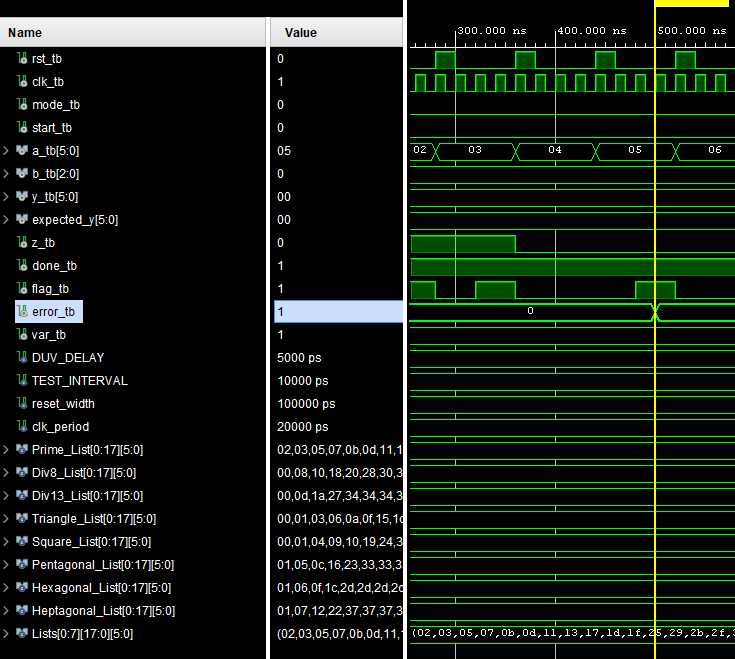 Name Value 300.000 ns 400.000 ns 500.000 ns
rst_tb 0
clk_tb 1
mode_tb 0
start_tb 0
a_tb[5:0] 05 02 03 04 05 06
b_tb[2:0] 00
y_tb[5:0] 00
expected_y[5:0] 00
z_tb 0
done_tb 1
flag_tb 1
error_tb 1 0
var_tb 1
DUV_DELAY 5000 ps
TEST_INTERVAL 10000 ps
reset_width 100000 ps
clk_period 20000 ps
Prime_List[0:17][5:0] 02,03,05,07,0b,0d,11,1
Div8_List[0:17][5:0] 00,08,10,18,20,28,30,3
Div13_List[0:17][5:0] 00,0d,1a,27,34,34,34,3
Triangle_List[0:17][5:0] 00,01,03,06,0a,0f,15,1c
Square_List[0:17][5:0] 00,01,04,09,10,19,24,3
Pentagonal_List[0:17][5:0] 01,05,0c,16,23,33,33,3
Hexagonal_List[0:17][5:0] 01,06,0f,1c,2d,2d,2d,2d
Heptagonal_List[0:17][5:0] 01,07,12,22,37,37,37,3
Lists[0:7][17:0][5:0] (02,03,05,07,0b,0d,11, (02,03,05,07,0b,0d,11,13,17,1d,1f,25,29,2b,2f,3